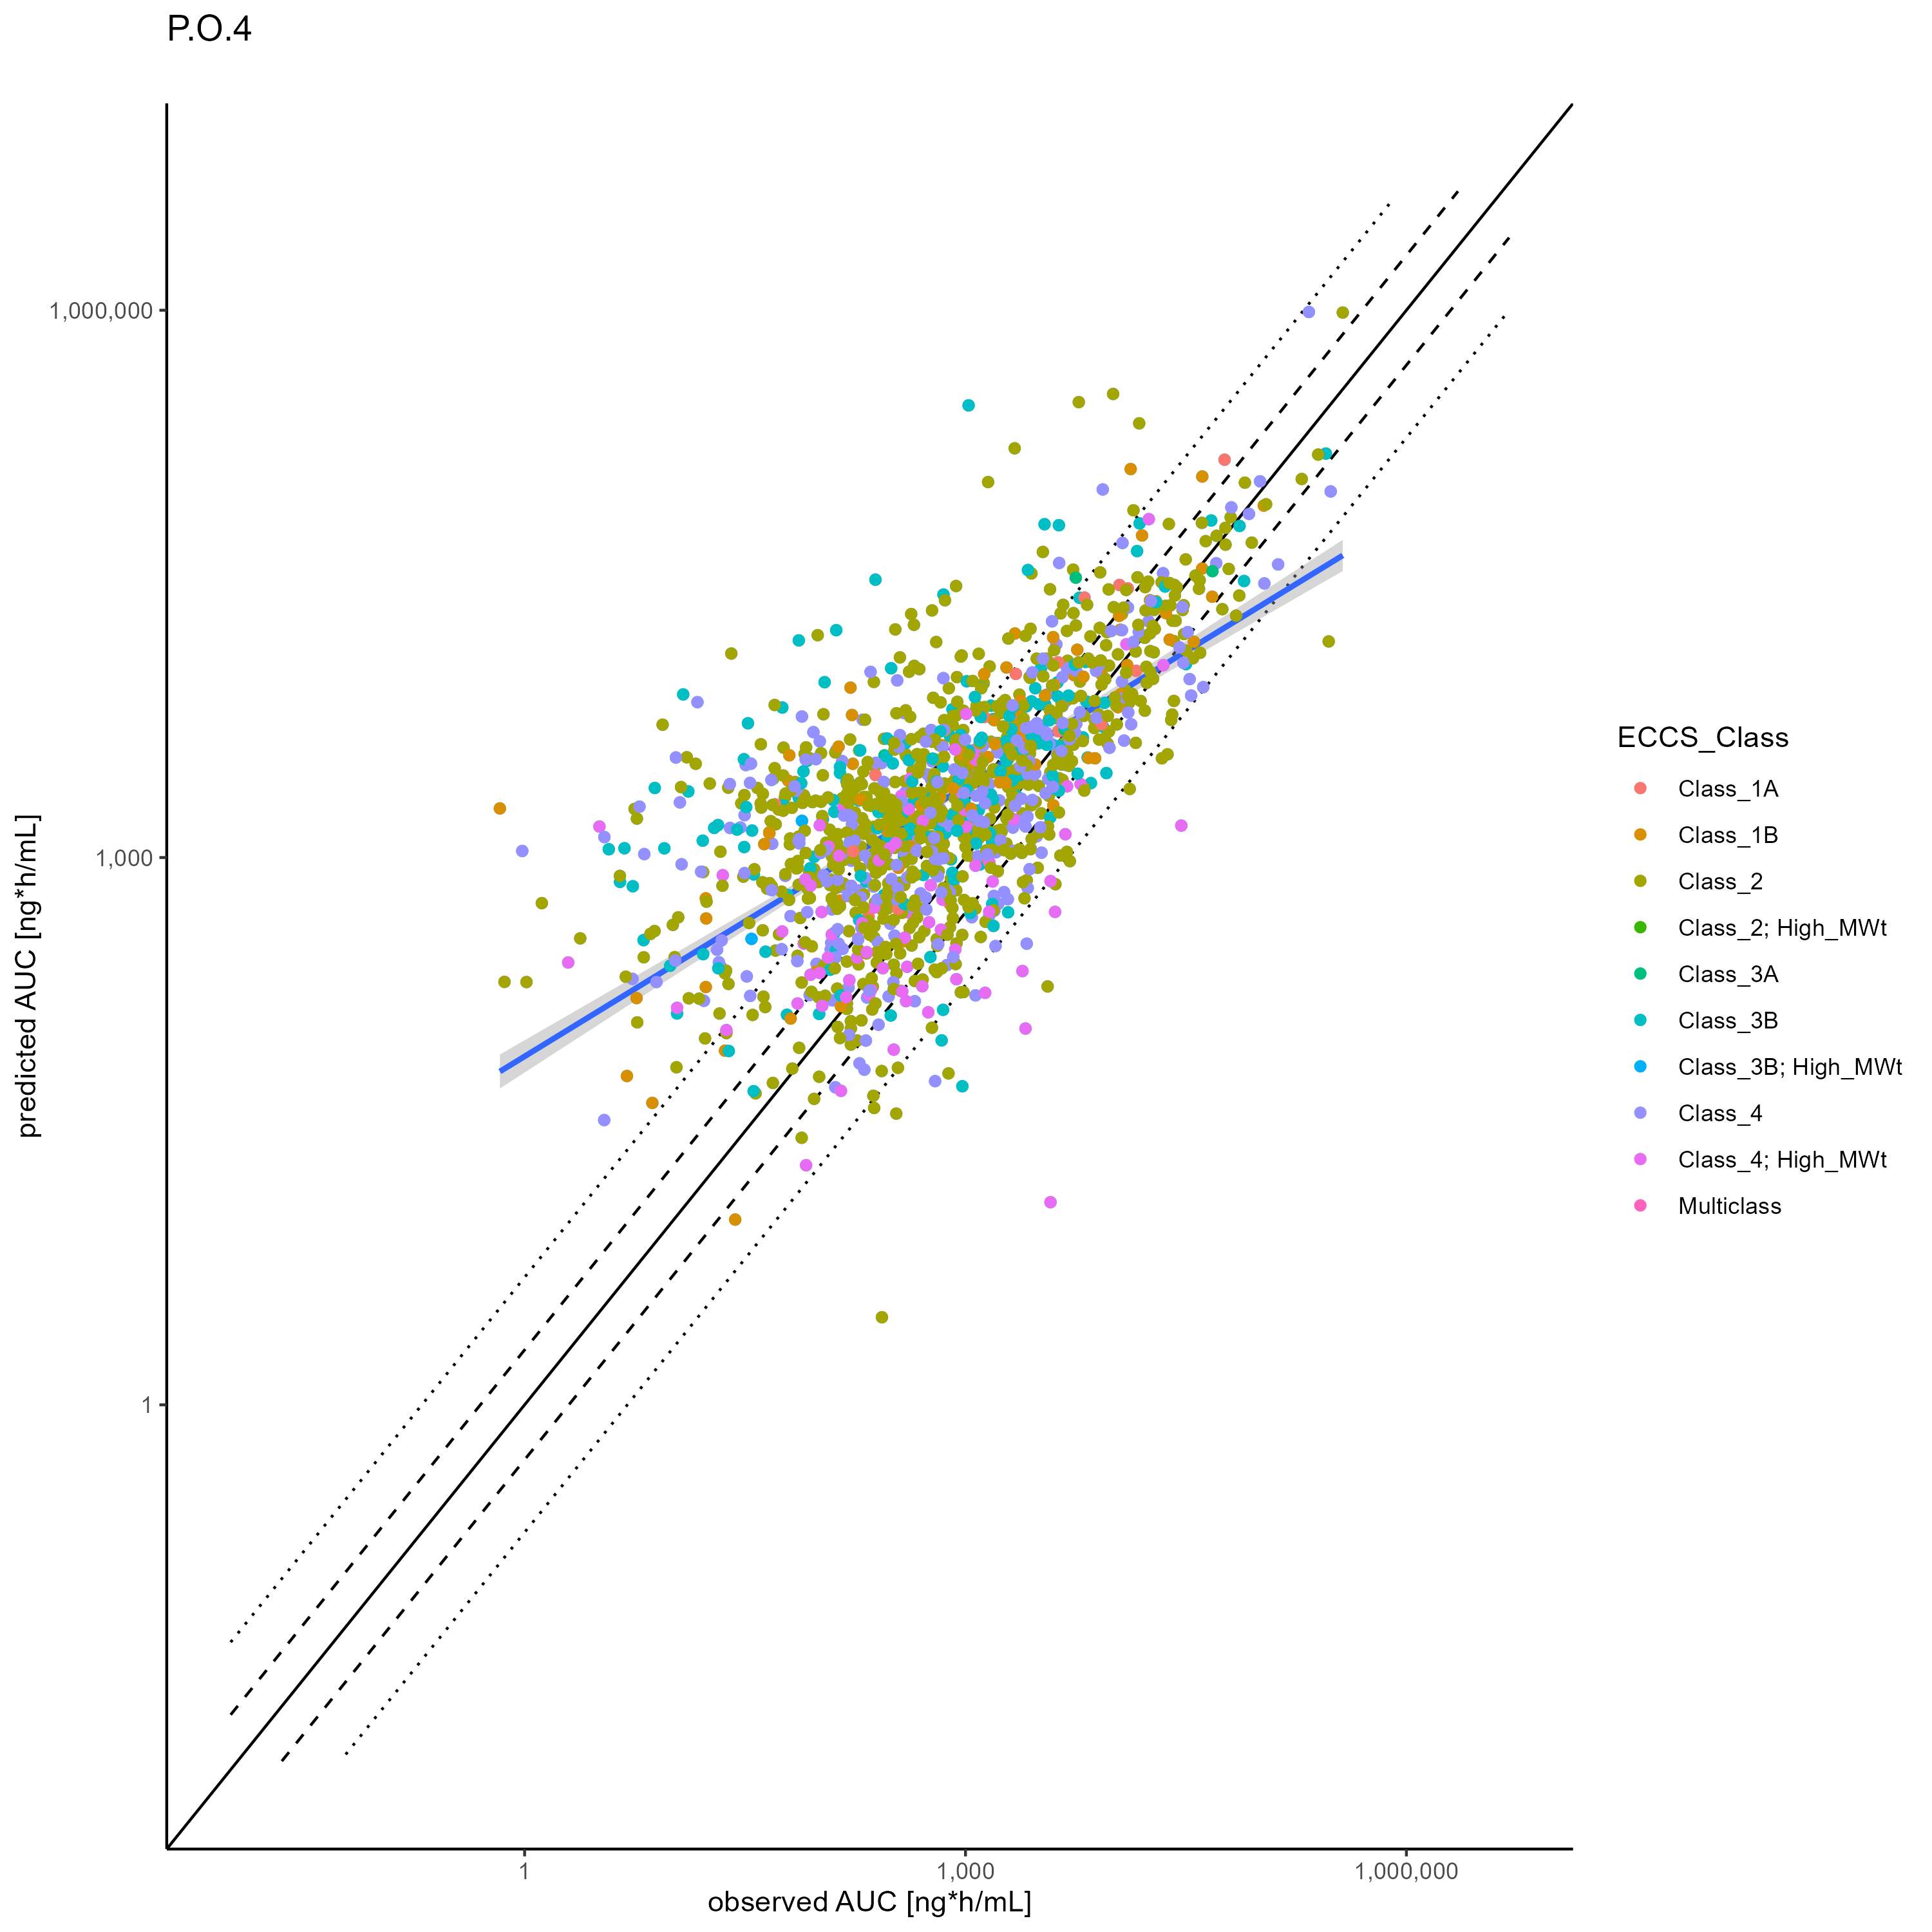 P.O.4
predicted AUC [ng*h/mL]
1,000,000
1,000
1
1
1,000
1,000,000
observed AUC [ng*h/mL]
ECCS_Class
Class_1A
Class_1B
Class_2
Class_2; High_MWt
Class_3A
Class_3B
Class_3B; High_MWt
Class_4
Class_4; High_MWt
Multiclass